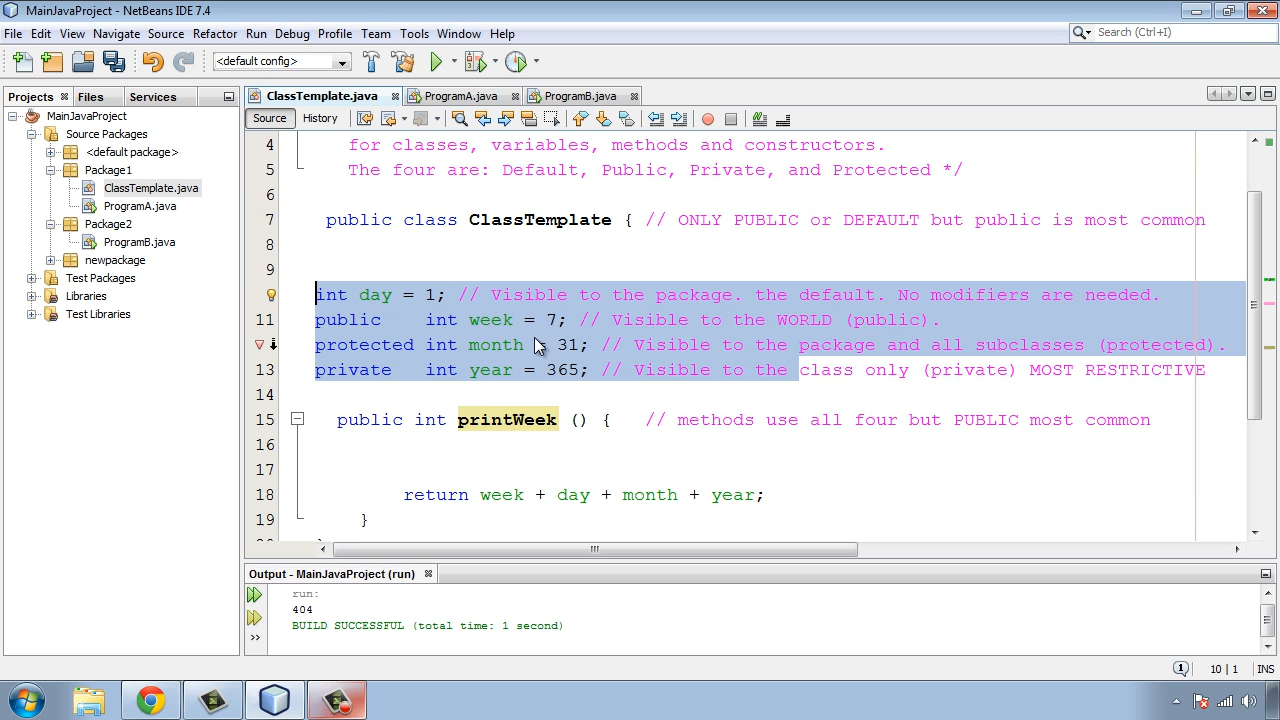 MainJavaProject - NetBeans IDE 7.4
File Edit View Navigate Source Refactor Run Debug Profile Team Tools Window Help
Search (Ctrl+I)
<default config>
Projects Files Services
ClassTemplate.java ProgramA.java ProgramB.java
Source History
MainJavaProject
Source Packages
<default package>
Package1
ClassTemplate.java
ProgramA.java
Package2
ProgramB.java
newpackage
Test Packages
Libraries
Test Libraries
4 for classes, variables, methods and constructors.
5 The four are: Default, Public, Private, and Protected */
6
7 public class ClassTemplate { // ONLY PUBLIC or DEFAULT but public is most common
8
9
int day = 1; // Visible to the package. the default. No modifiers are needed.
11 public int week = 7; // Visible to the WORLD (public).
protected int month 31; // Visible to the package and all subclasses (protected).
13 private int year = 365; // Visible to the class only (private) MOST RESTRICTIVE
14
15 public int printWeek () { // methods use all four but PUBLIC most common
16
17
18 return week + day + month + year;
19 }
Output - MainJavaProject (run)
run:
404
BUILD SUCCESSFUL (total time: 1 second)
>>
1 10 | 1 INS